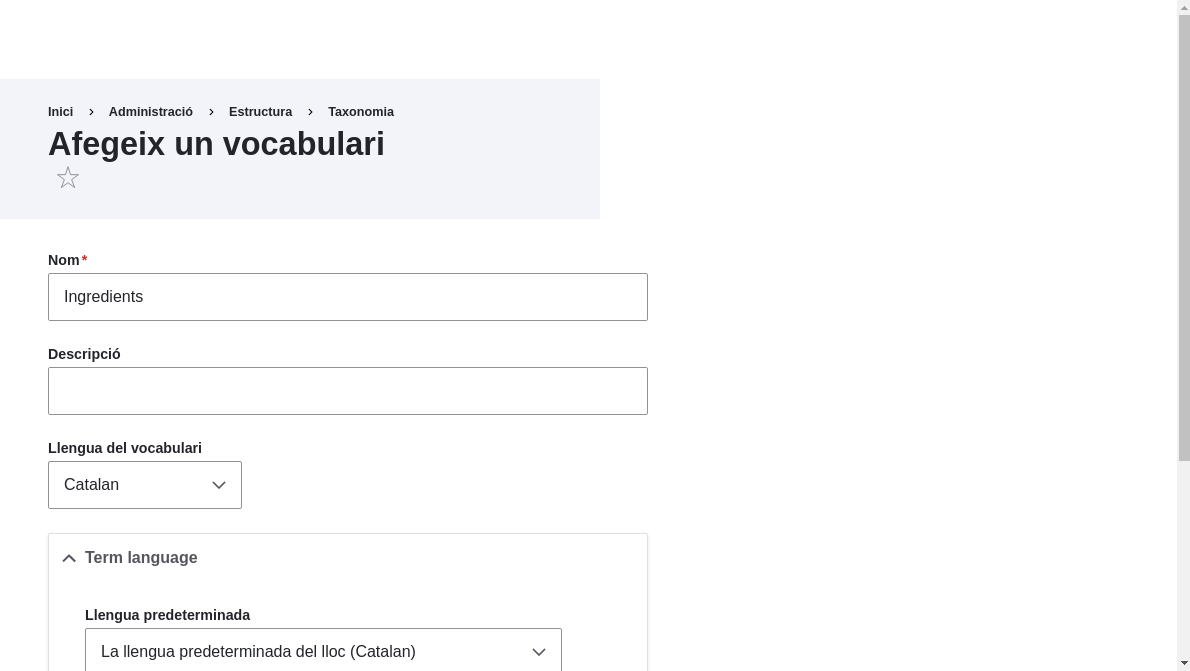 Inici Administració Estructura Taxonomia
Afegeix un vocabulari
Nom*
Ingredients
Descripció
Llengua del vocabulari
Catalan
Term language
Llengua predeterminada
La llengua predeterminada del lloc (Catalan)